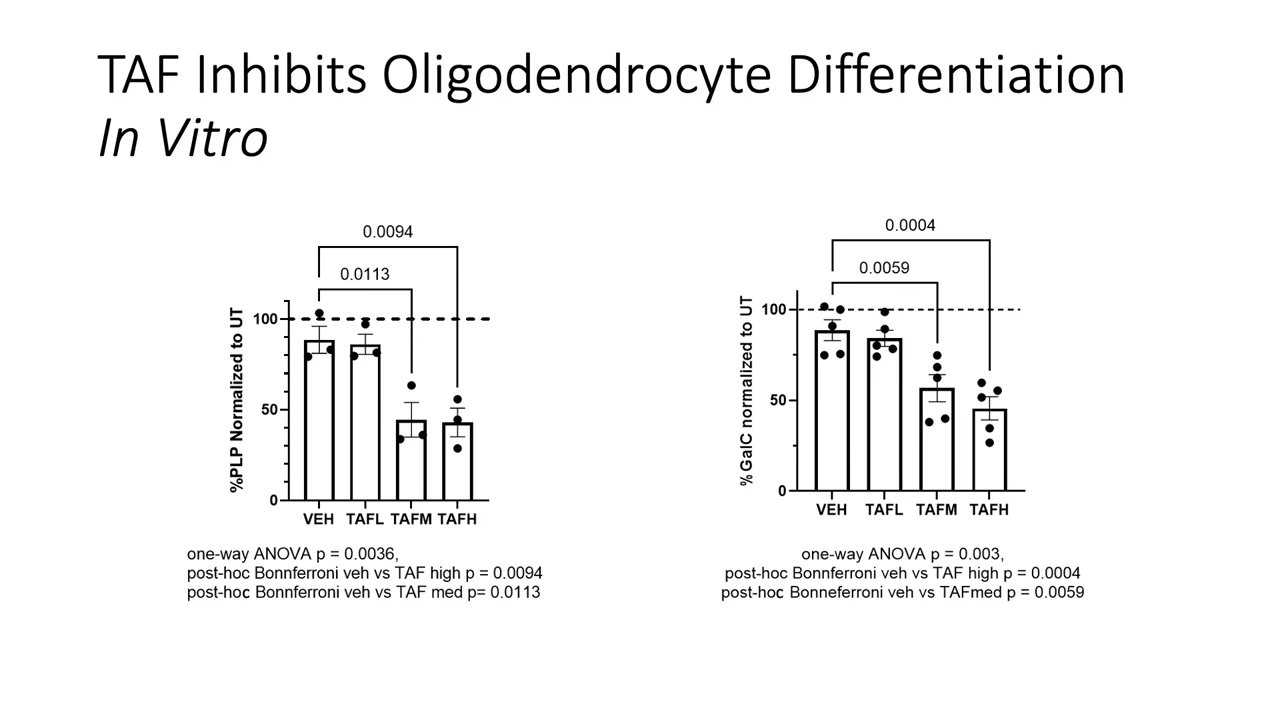 TAF Inhibits Oligodendrocyte Differentiation
In Vitro
0.0094
0.0113
%PLP Normalized to UT
100
50
0
VEH TAFL TAFM TAFH
one-way ANOVA p = 0.0036,
post-hoc Bonnferroni veh vs TAF high p = 0.0094
post-hoc Bonnferroni veh vs TAF med p= 0.0113
0.0004
0.0059
%GalC normalized to UT
100
50
0
VEH TAFL TAFM TAFH
one-way ANOVA p = 0.003,
post-hoc Bonnferroni veh vs TAF high p = 0.0004
post-hoc Bonneferroni veh vs TAFmed p = 0.0059